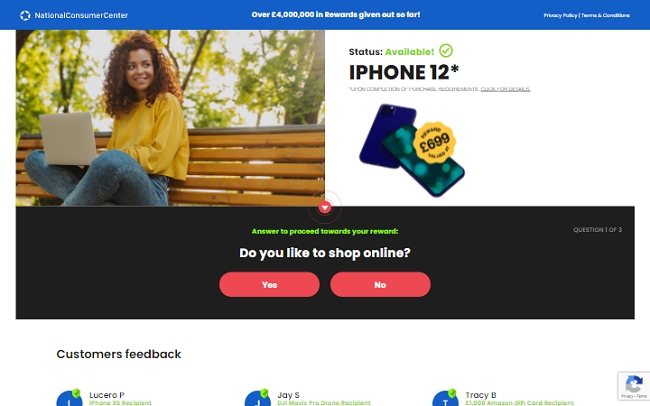 NationalConsumerCenter
Over £4,000,000 in Rewards given out so far!
Privacy Policy | Terms & Conditions
Status: Available!
IPHONE 12*
*UPON COMPLETION OF PURCHASE REQUIREMENTS. CLICK FOR DETAILS.
REWARD
£699
VALUED AT
Answer to proceed towards your reward:
QUESTION 1 OF 3
Do you like to shop online?
Yes
No
Customers feedback
Lucero P
iPhone XS Recipient
Jay S
DJI Mavic Pro Drone Recipient
Tracy B
£1,000 Amazon Gift Card Recipient
Privacy - Terms